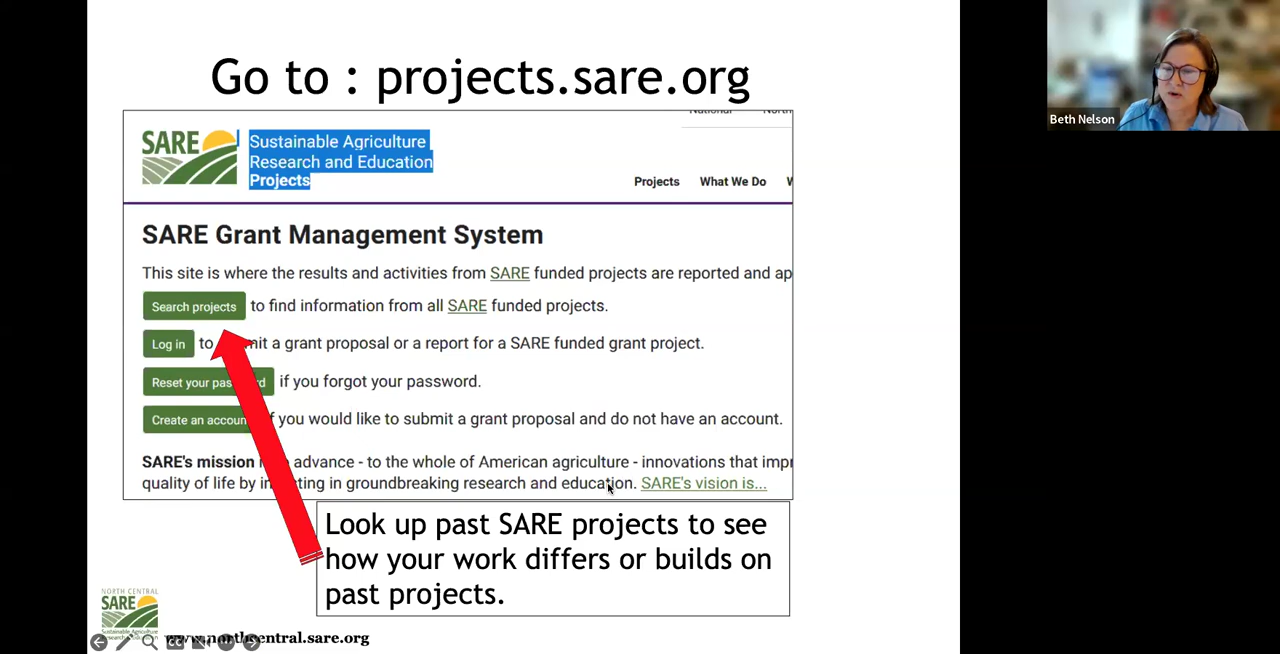 Go to : projects.sare.org
SARE
Sustainable Agriculture
Research and Education
Projects
Projects What We Do
SARE Grant Management System
This site is where the results and activities from SARE funded projects are reported and ap
Search projects to find information from all SARE funded projects.
Log in to mit a grant proposal or a report for a SARE funded grant project.
Reset your pas d if you forgot your password.
Create an accoun f you would like to submit a grant proposal and do not have an account.
SARE's mission advance - to the whole of American agriculture - innovations that impr
quality of life by in ting in groundbreaking research and education. SARE's vision is...
Look up past SARE projects to see
how your work differs or builds on
past projects.
NORTH CENTRAL
SARE
Sustainable Agriculture
www.northcentral.sare.org
Beth Nelson